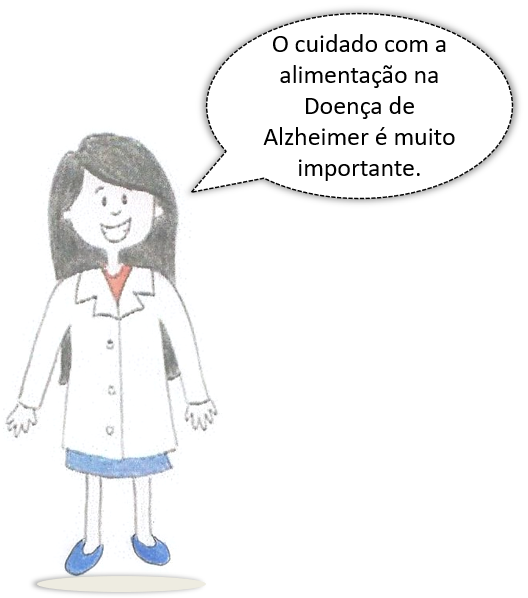 O cuidado com a
alimentação na
Doença de
Alzheimer é muito
importante.